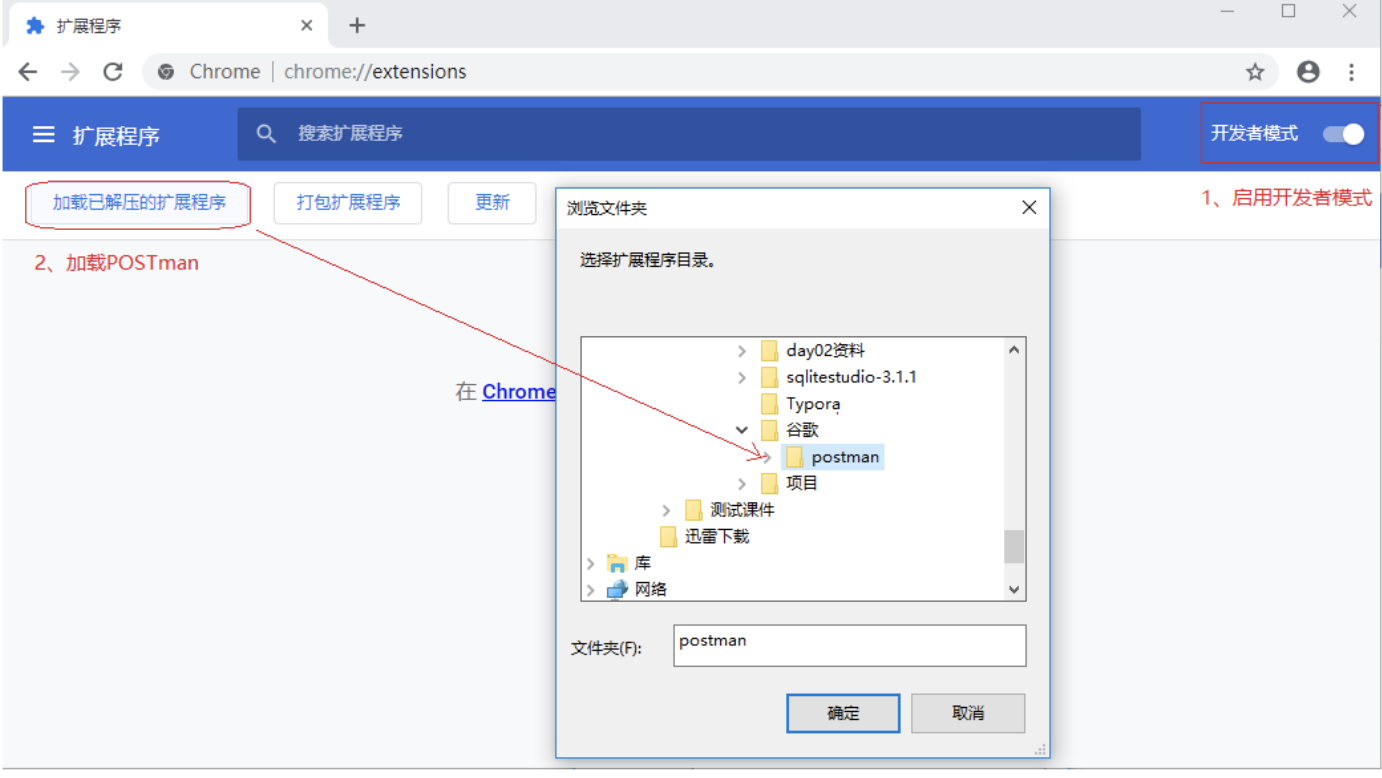 扩展程序
Chrome | chrome://extensions
扩展程序
搜索扩展程序
开发者模式
加载已解压的扩展程序
打包扩展程序
更新
1、启用开发者模式
2、加载POSTman
在 Chrome
浏览文件夹
选择扩展程序目录。
day02资料
sqlitestudio-3.1.1
Typora
谷歌
postman
项目
测试课件
迅雷下载
库
网络
文件夹(F):
postman
确定
取消